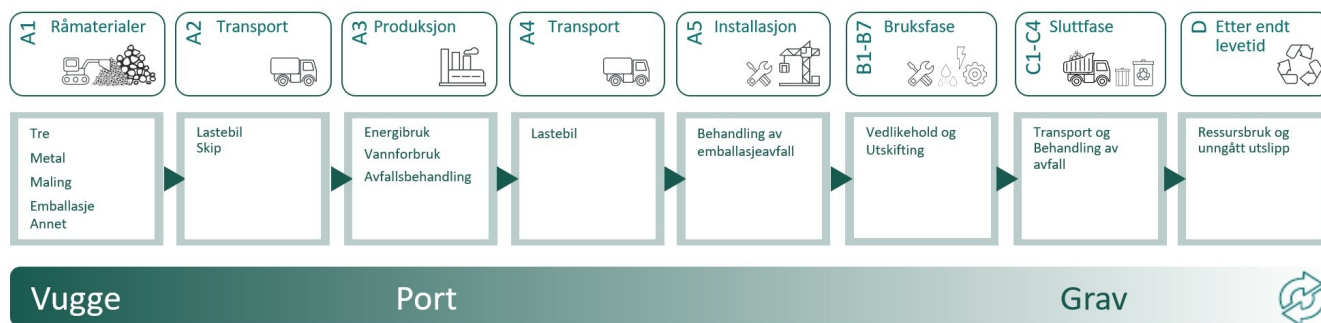 A1 Råmaterialer
A2 Transport
A3 Produksjon
A4 Transport
A5 Installasjon
B1-B7 Bruksfase
C1-C4 Sluttfase
D Etter endt
levetid
Tre
Metal
Maling
Emballasje
Annet
Lastebil
Skip
Energibruk
Vannforbruk
Avfallsbehandling
Lastebil
Behandling av
emballasjeavfall
Vedlikehold og
Utskifting
Transport og
Behandling av
avfall
Ressursbruk og
unngått utslipp
Vugge
Port
Grav